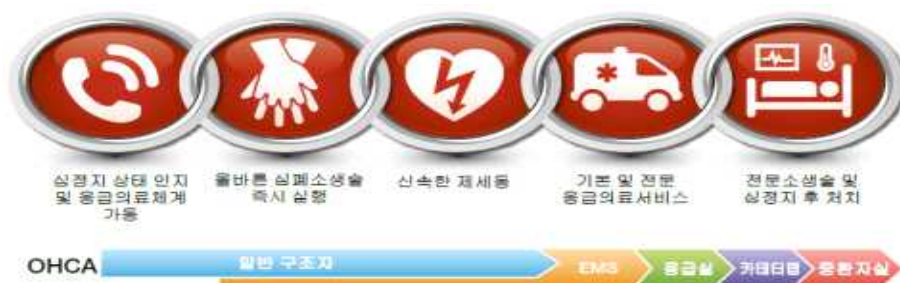 심정지 상태 인지
및 응급의료체계
가동
올바른 심폐소생술
즉시 실행
신속한 제세동
기본 및 전문
응급의료서비스
전문소생술 및
심정지 후 처치
OHCA
일반 구조자
EMS
응급실
카테터랩
중환자실